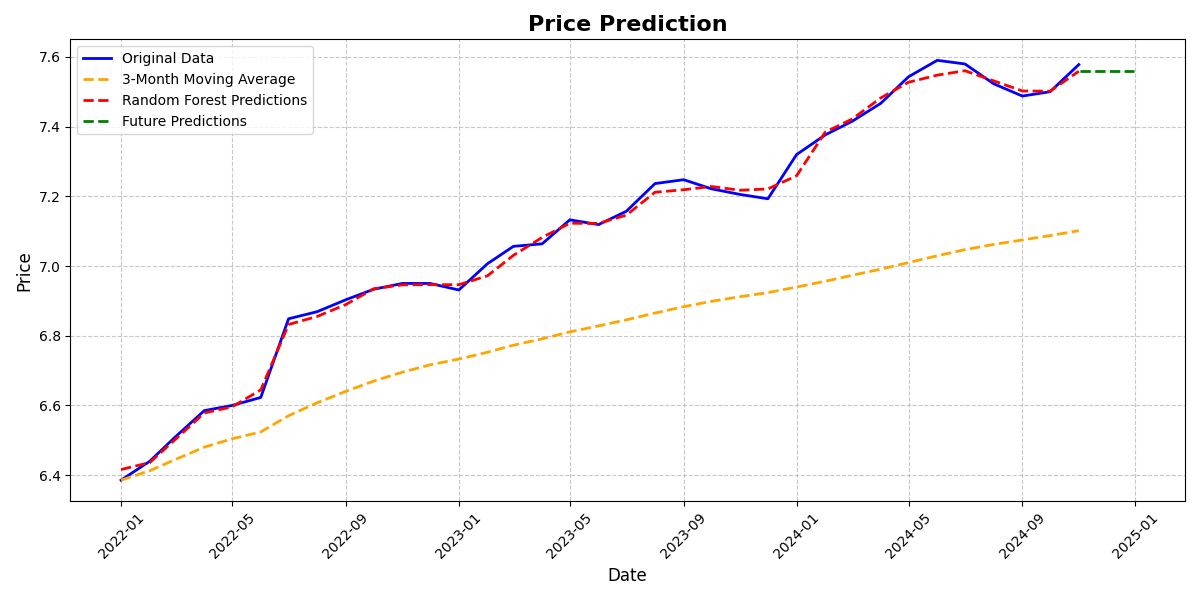 Price Prediction
Original Data
3-Month Moving Average
Random Forest Predictions
Future Predictions
Price
7.6
7.4
7.2
7.0
6.8
6.6
6.4
2022-01
2022-05
2022-09
2023-01
2023-05
2023-09
2024-01
2024-05
2024-09
2025-01
Date